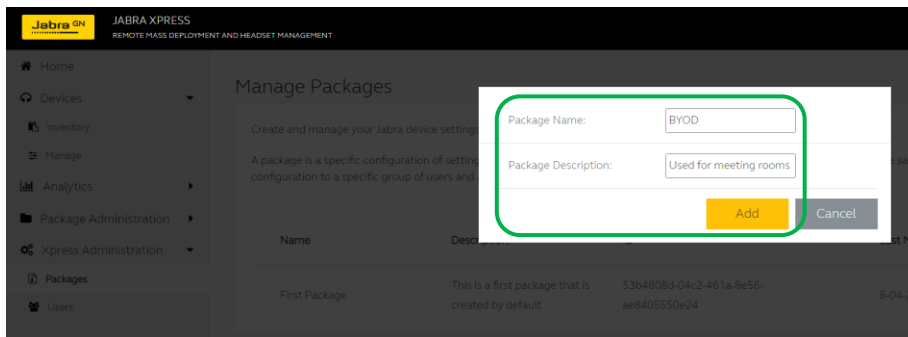 Jabra GN
JABRA XPRESS
REMOTE MASS DEPLOYMENT AND HEADSET MANAGEMENT
Home
Devices
Inventory
Manage
Analytics
Package Administration
Xpress Administration
Packages
Users
Manage Packages
Create and manage your Jabra device settings
A package is a specific configuration of setting
configuration to a specific group of users and
Package Name:
BYOD
Package Description:
Used for meeting rooms
Add
Cancel
Name
First Package
This is a first package that is
created by default
53b4808d-04c2-461a-8e56-
ae8405550e24
6-04-